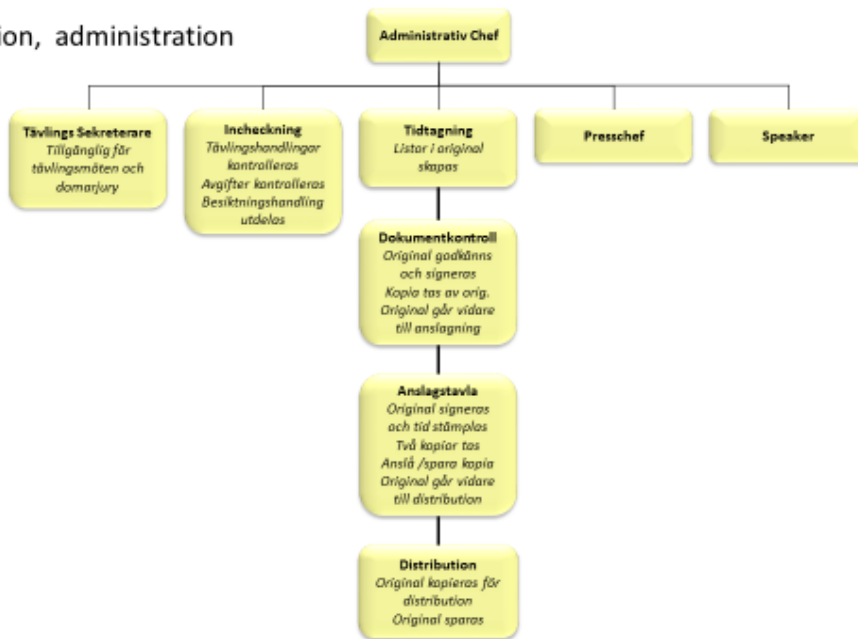 ion, administration
Administrativ Chef
Tävlings Sekreterare
Tillgänglig för
tävlingsmöten och
domarjury
Incheckning
Tävlingshandlingar
kontrolleras
Avgifter kontrolleras
Besiktningshandling
utdelas
Tidtagning
Listor i original
skapas
Presschef
Speaker
Dokumentkontroll
Original godkänns
och signeras
Kopia tas av orig.
Original går vidare
till anslagning
Anslagstavla
Original signeras
och tid stämplas
Två kopior tas
Anslå /spara kopia
Original går vidare
till distribution
Distribution
Original kopieras för
distribution
Original sparas